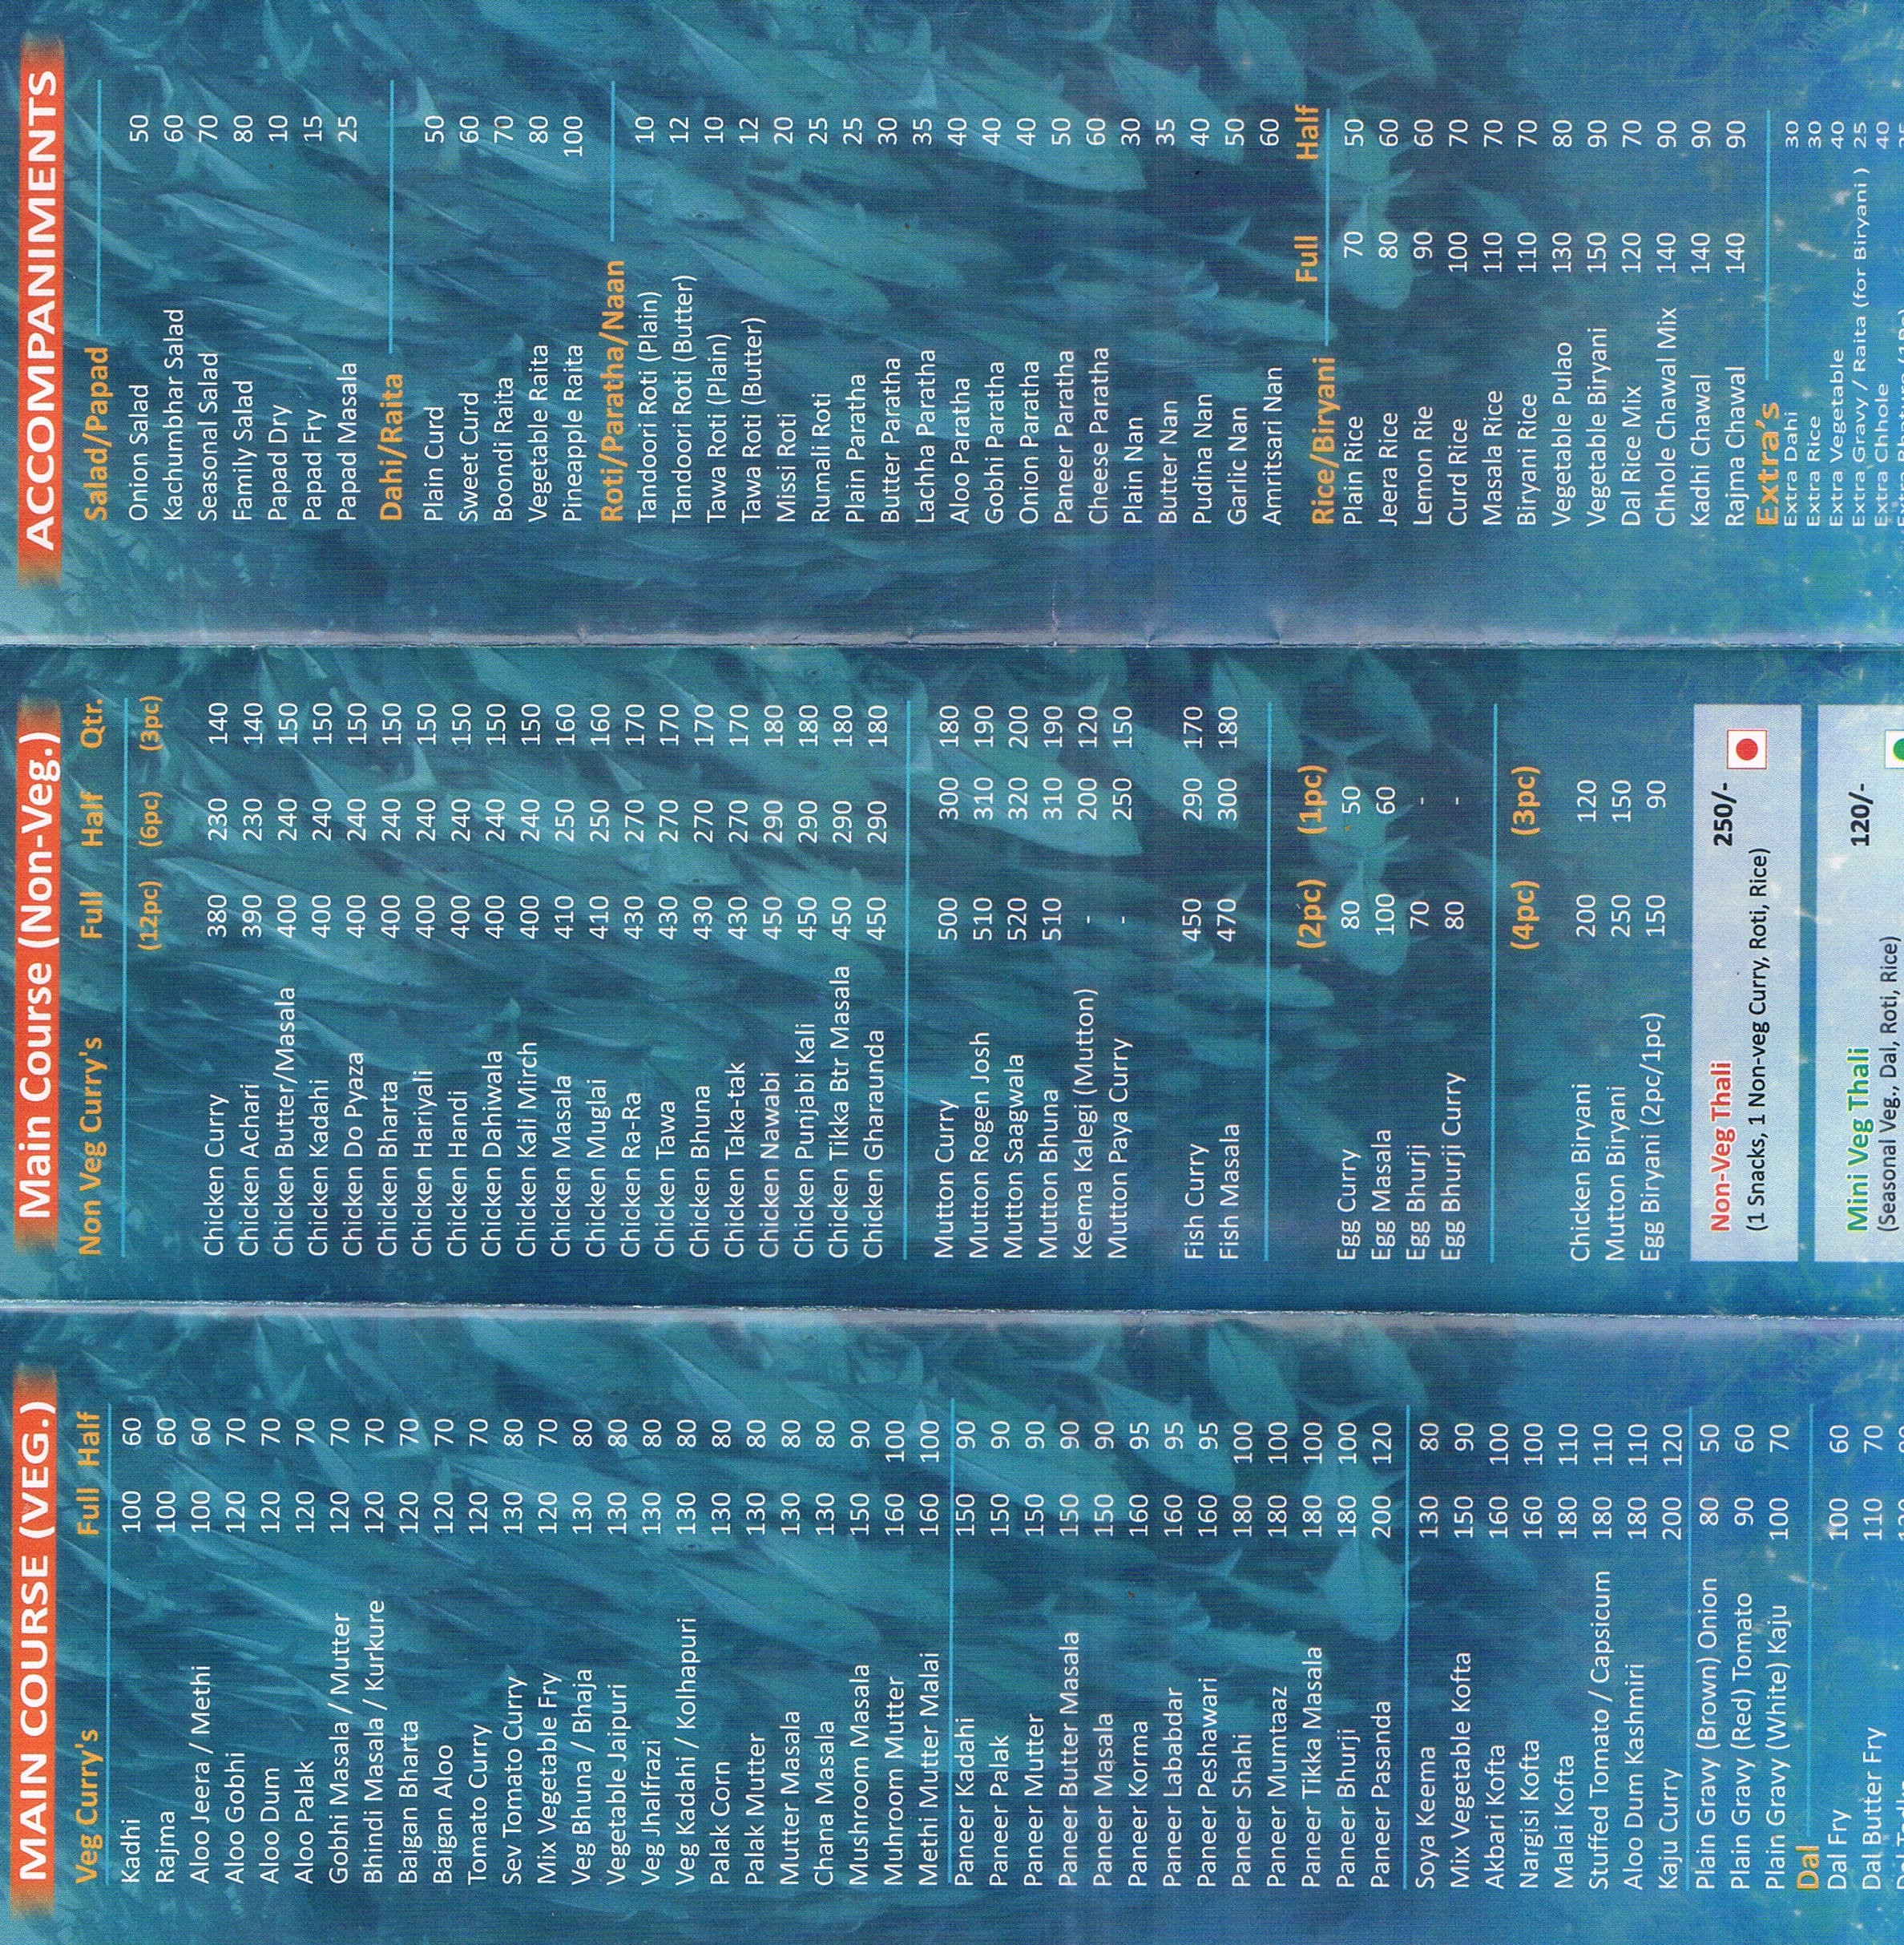 MAIN COURSE (VEG.)
Veg Curry's Full Half
Kadhi 100 60
Rajma 100 60
Aloo Jeera / Methi 100 60
Aloo Gobhi 120 70
Aloo Dum 120 70
Aloo Palak 120 70
Gobhi Masala / Mutter 120 70
Bhindi Masala / Kurkure 120 70
Baigan Bharta 120 70
Baigan Aloo 120 70
Tomato Curry 120 70
Sev Tomato Curry 130 80
Mix Vegetable Fry 120 70
Veg Bhuna / Bhaja 130 80
Vegetable Jaipuri 130 80
Veg Jhalfrazi 130 80
Veg Kadahi / Kolhapuri 130 80
Palak Corn 130 80
Palak Mutter 130 80
Mutter Masala 130 80
Chana Masala 130 80
Mushroom Masala 150 90
Muhroom Mutter 160 100
Methi Mutter Malai 160 100
Paneer Kadahi 150 90
Paneer Palak 150 90
Paneer Mutter 150 90
Paneer Butter Masala 150 90
Paneer Masala 150 90
Paneer Korma 160 95
Paneer Lababdar 160 95
Paneer Peshawari 160 95
Paneer Shahi 180 100
Paneer Mumtaaz 180 100
Paneer Tikka Masala 180 100
Paneer Bhurji 180 100
Paneer Pasanda 200 120
Soya Keema 130 80
Mix Vegetable Kofta 150 90
Akbari Kofta 160 100
Nargisi Kofta 160 100
Malai Kofta 180 110
Stuffed Tomato / Capsicum 180 110
Aloo Dum Kashmiri 180 110
Kaju Curry 200 120
Plain Gravy (Brown) Onion 80 50
Plain Gravy (Red) Tomato 90 60
Plain Gravy (White) Kaju 100 70
Dal
Dal Fry 100 60
Dal Butter Fry 110 70
Main Course (Non-Veg.)
Non Veg Curry's Full Half Qtr.
(12pc) (6pc) (3pc)
Chicken Curry 380 230 140
Chicken Achari 390 230 140
Chicken Butter/Masala 400 240 150
Chicken Kadahi 400 240 150
Chicken Do Pyaza 400 240 150
Chicken Bharta 400 240 150
Chicken Hariyali 400 240 150
Chicken Handi 400 240 150
Chicken Dahiwala 400 240 150
Chicken Kali Mirch 400 240 150
Chicken Masala 410 250 160
Chicken Muglai 410 250 160
Chicken Ra-Ra 430 270 170
Chicken Tawa 430 270 170
Chicken Bhuna 430 270 170
Chicken Taka-tak 430 270 170
Chicken Nawabi 450 290 180
Chicken Punjabi Kali 450 290 180
Chicken Tikka Btr Masala 450 290 180
Chicken Gharaunda 450 290 180
Mutton Curry 500 300 180
Mutton Rogen Josh 510 310 190
Mutton Saagwala 520 320 200
Mutton Bhuna 510 310 190
Keema Kalegi (Mutton) - 200 120
Mutton Paya Curry - 250 150
Fish Curry 450 290 170
Fish Masala 470 300 180
(2pc) (1pc)
Egg Curry 80 50
Egg Masala 100 60
Egg Bhurji 70 -
Egg Bhurji Curry 80 -
(4pc) (3pc)
Chicken Biryani 200 120
Mutton Biryani 250 150
Egg Biryani (2pc/1pc) 150 90
Non-Veg Thali 250/-
(1 Snacks, 1 Non-veg Curry, Roti, Rice)
Mini Veg Thali 120/-
(Seasonal Veg., Dal, Roti, Rice)
ACCOMPANIMENTS
Salad/Papad
Onion Salad 50
Kachumbhar Salad 60
Seasonal Salad 70
Family Salad 80
Papad Dry 10
Papad Fry 15
Papad Masala 25
Dahi/Raita
Plain Curd 50
Sweet Curd 60
Boondi Raita 70
Vegetable Raita 80
Pineapple Raita 100
Roti/Paratha/Naan
Tandoori Roti (Plain) 10
Tandoori Roti (Butter) 12
Tawa Roti (Plain) 10
Tawa Roti (Butter) 12
Missi Roti 20
Rumali Roti 25
Plain Paratha 25
Butter Paratha 30
Lachha Paratha 35
Aloo Paratha 40
Gobhi Paratha 40
Onion Paratha 40
Paneer Paratha 50
Cheese Paratha 60
Plain Nan 30
Butter Nan 35
Pudina Nan 40
Garlic Nan 50
Amritsari Nan 60
Rice/Biryani Full Half
Plain Rice 70 50
Jeera Rice 80 60
Lemon Rie 90 60
Curd Rice 100 70
Masala Rice 110 70
Biryani Rice 110 70
Vegetable Pulao 130 80
Vegetable Biryani 150 90
Dal Rice Mix 120 70
Chhole Chawal Mix 140 90
Kadhi Chawal 140 90
Rajma Chawal 140 90
Extra's
Extra Dahi 30
Extra Rice 30
Extra Vegetable 40
Extra Gravy / Raita (for Biryani ) 25
Extra Chhole 40